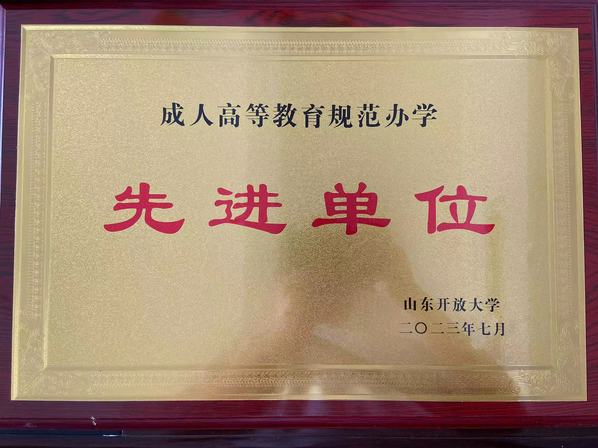 成人高等教育规范办学
先进单位
山东开放大学
二〇二三年七月